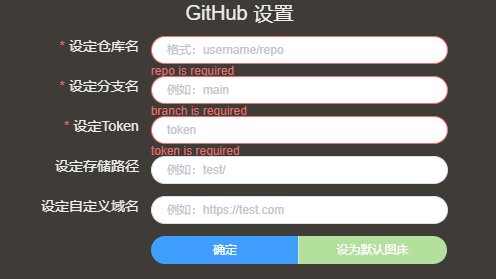 GitHub 设置
* 设定仓库名 格式：username/repo
repo is required
* 设定分支名 例如：main
branch is required
* 设定Token token
token is required
设定存储路径 例如：test/
设定自定义域名 例如：https://test.com
确定 设为默认图床